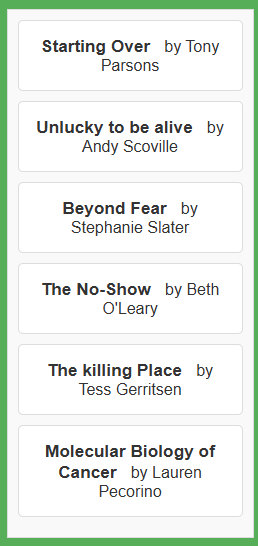 Starting Over by Tony
Parsons
Unlucky to be alive by
Andy Scoville
Beyond Fear by
Stephanie Slater
The No-Show by Beth
O'Leary
The killing Place by
Tess Gerritsen
Molecular Biology of
Cancer by Lauren
Pecorino